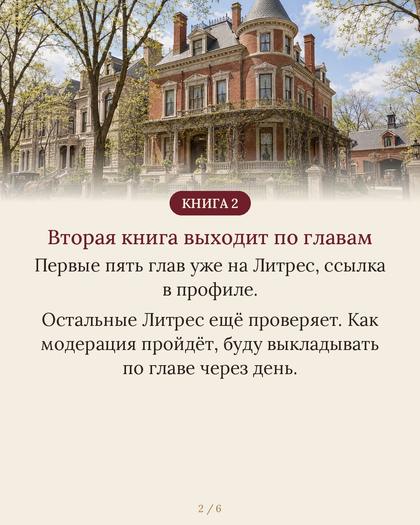 КНИГА 2
Вторая книга выходит по главам
Первые пять глав уже на Литрес, ссылка
в профиле.
Остальные Литрес ещё проверяет. Как
модерация пройдёт, буду выкладывать
по главе через день.
2 / 6